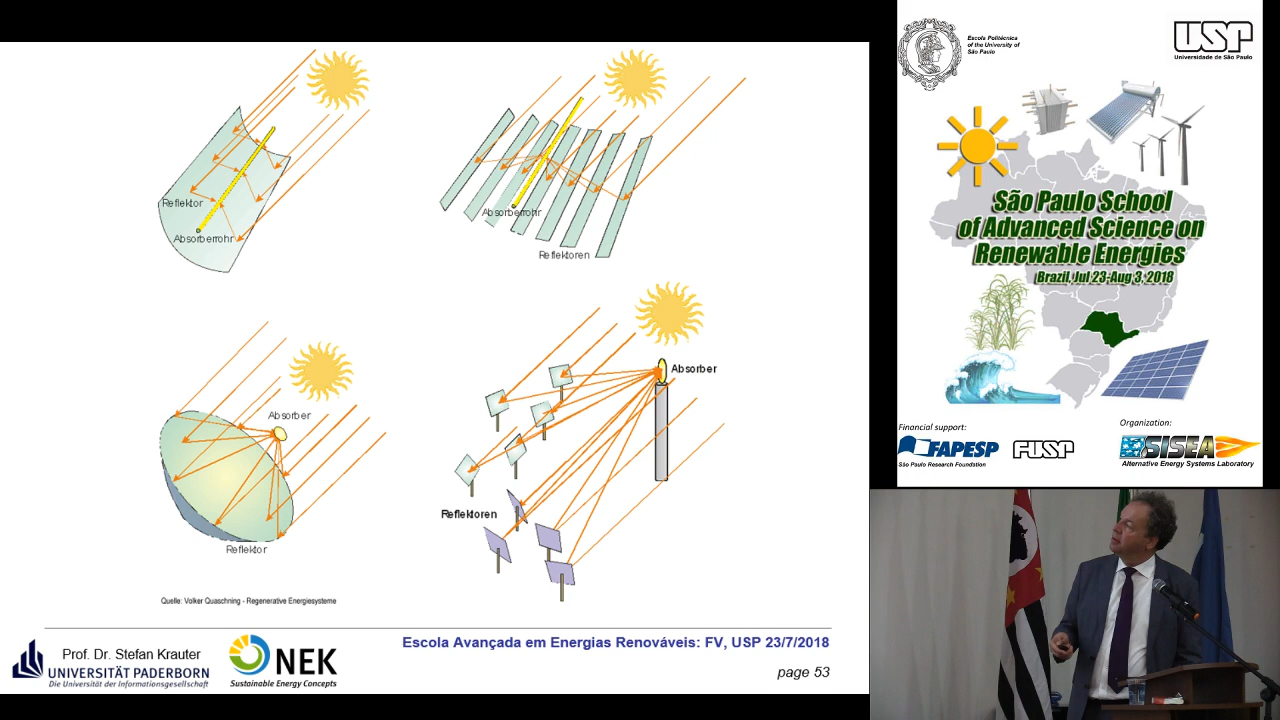 Reflektor
Absorberrohr
Absorberrohr
Reflektoren
Absorber
Reflektor
Absorber
Reflektoren
Quelle: Volker Quaschning - Regenerative Energiesysteme
Prof. Dr. Stefan Krauter
UNIVERSITÄT PADERBORN
Die Universität der Informationsgesellschaft
NEK
Sustainable Energy Concepts
Escola Avançada em Energias Renováveis: FV, USP 23/7/2018
page 53
Escola Politécnica
of the University of
São Paulo
USP
Universidade de São Paulo
São Paulo School
of Advanced Science on
Renewable Energies
Brazil, Jul 23-Aug 3, 2018
Financial support:
FAPESP
São Paulo Research Foundation
FUSP
Organization:
SISEA
Alternative Energy Systems Laboratory